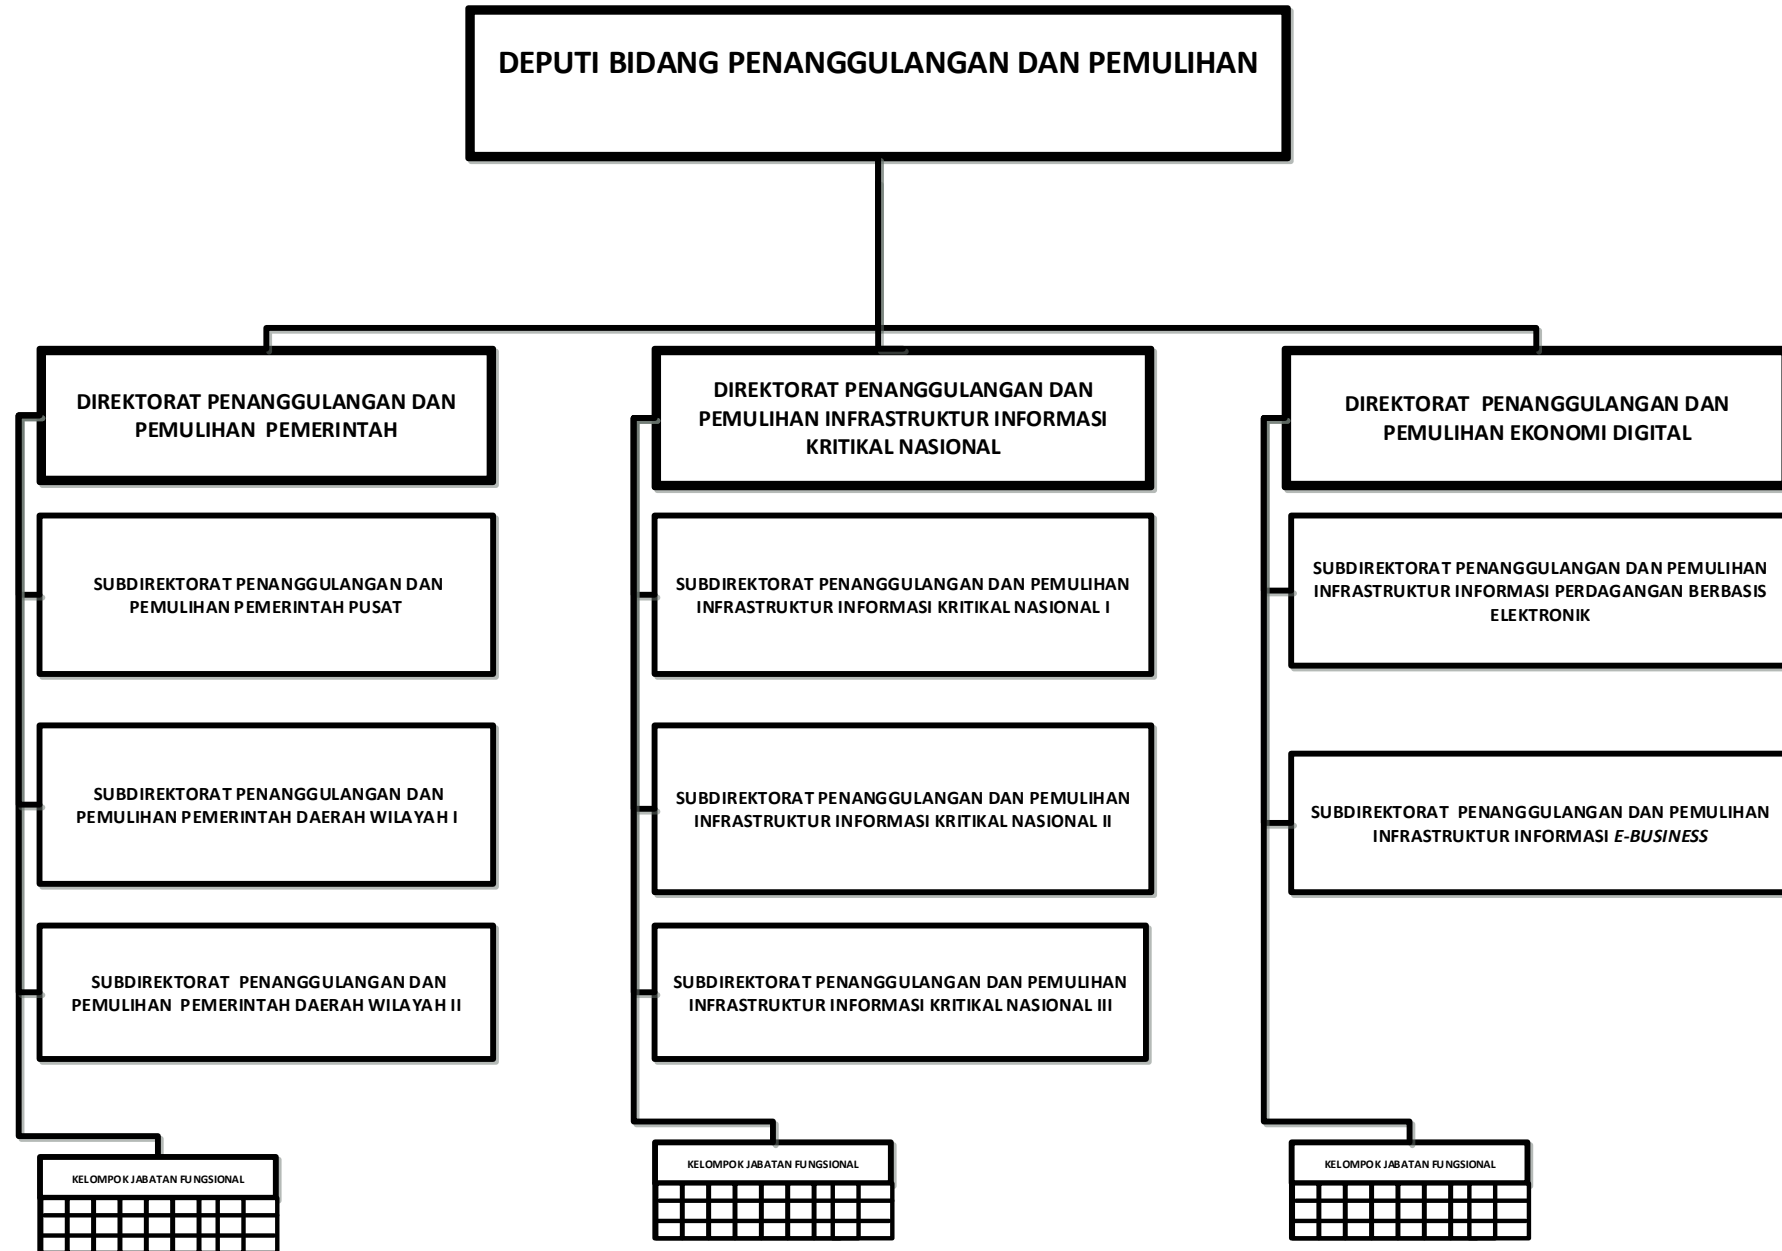 DEPUTI BIDANG PENANGGULANGAN DAN PEMULIHAN
DIREKTORAT PENANGGULANGAN DAN
PEMULIHAN PEMERINTAH
SUBDIREKTORAT PENANGGULANGAN DAN
PEMULIHAN PEMERINTAH PUSAT
SUBDIREKTORAT PENANGGULANGAN DAN
PEMULIHAN PEMERINTAH DAERAH WILAYAH I
SUBDIREKTORAT PENANGGULANGAN DAN
PEMULIHAN PEMERINTAH DAERAH WILAYAH II
KELOMPOK JABATAN FUNGSIONAL
DIREKTORAT PENANGGULANGAN DAN
PEMULIHAN INFRASTRUKTUR INFORMASI
KRITIKAL NASIONAL
SUBDIREKTORAT PENANGGULANGAN DAN PEMULIHAN
INFRASTRUKTUR INFORMASI KRITIKAL NASIONAL I
SUBDIREKTORAT PENANGGULANGAN DAN PEMULIHAN
INFRASTRUKTUR INFORMASI KRITIKAL NASIONAL II
SUBDIREKTORAT PENANGGULANGAN DAN PEMULIHAN
INFRASTRUKTUR INFORMASI KRITIKAL NASIONAL III
KELOMPOK JABATAN FUNGSIONAL
DIREKTORAT PENANGGULANGAN DAN
PEMULIHAN EKONOMI DIGITAL
SUBDIREKTORAT PENANGGULANGAN DAN PEMULIHAN
INFRASTRUKTUR INFORMASI PERDAGANGAN BERBASIS
ELEKTRONIK
SUBDIREKTORAT PENANGGULANGAN DAN PEMULIHAN
INFRASTRUKTUR INFORMASI E-BUSINESS
KELOMPOK JABATAN FUNGSIONAL